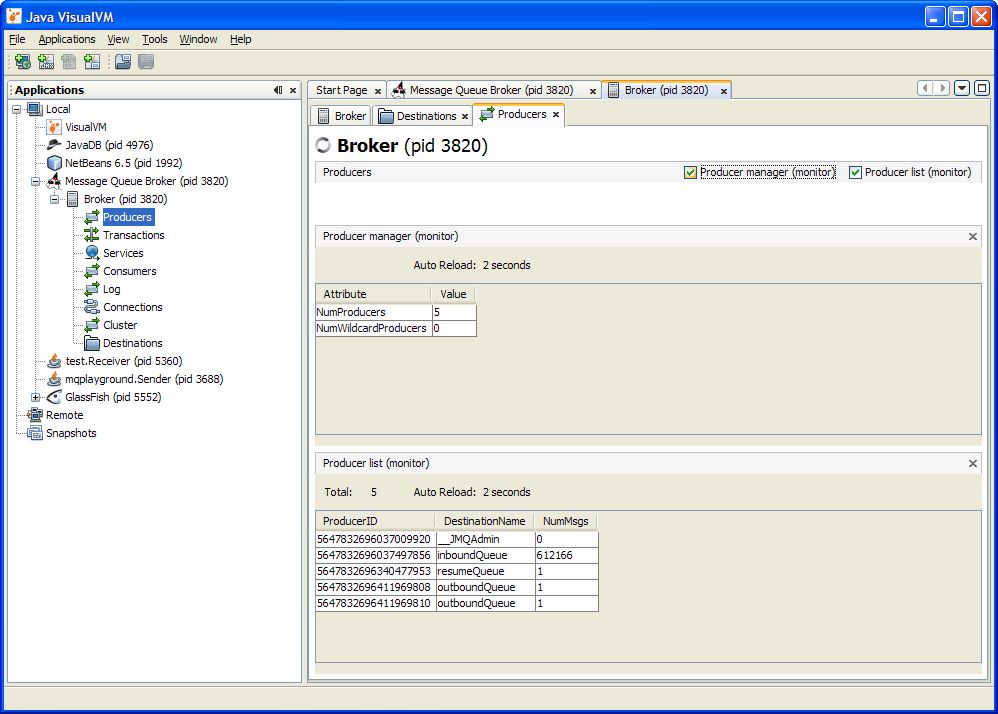 Java VisualVM
File Applications View Tools Window Help
Applications
Local
VisualVM
JavaDB (pid 4976)
NetBeans 6.5 (pid 1992)
Message Queue Broker (pid 3820)
Broker (pid 3820)
Producers
Transactions
Services
Consumers
Log
Connections
Cluster
Destinations
test.Receiver (pid 5360)
mqplayground.Sender (pid 3688)
GlassFish (pid 5552)
Remote
Snapshots
Start Page Message Queue Broker (pid 3820) Broker (pid 3820)
Broker Destinations Producers
Broker (pid 3820)
Producers Producer manager (monitor) Producer list (monitor)
Producer manager (monitor)
Auto Reload: 2 seconds
Attribute Value
NumProducers 5
NumWildcardProducers 0
Producer list (monitor)
Total: 5 Auto Reload: 2 seconds
ProducerID DestinationName NumMsgs
5647832696037009920 __JMQAdmin 0
5647832696037497856 inboundQueue 612166
5647832696340477953 resumeQueue 1
5647832696411969808 outboundQueue 1
5647832696411969810 outboundQueue 1